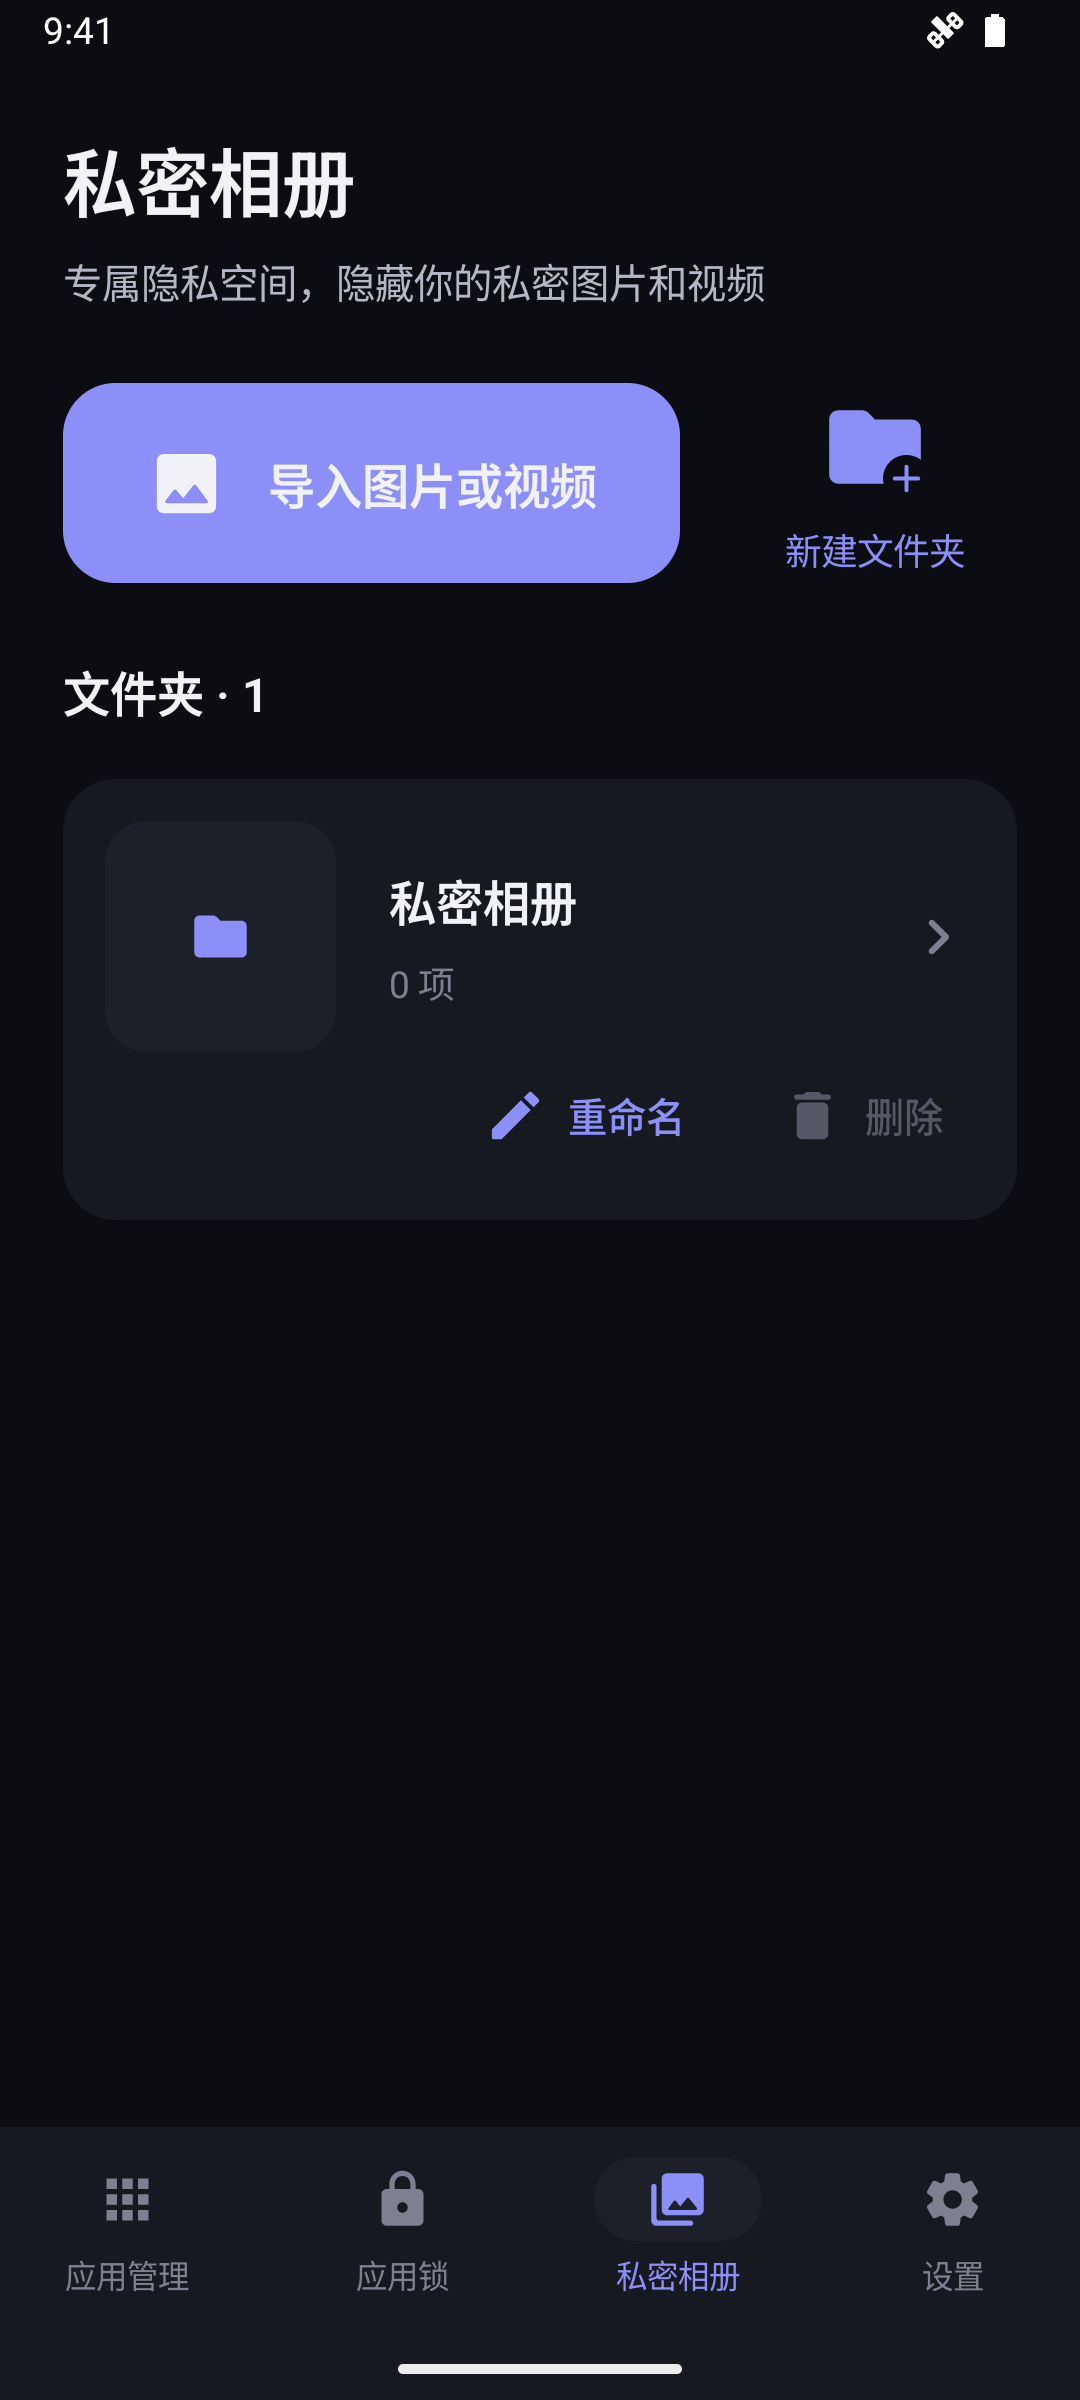 9:41
私密相册
专属隐私空间，隐藏你的私密图片和视频
导入图片或视频
新建文件夹
文件夹 · 1
私密相册
0 项
重命名
删除
应用管理
应用锁
私密相册
设置